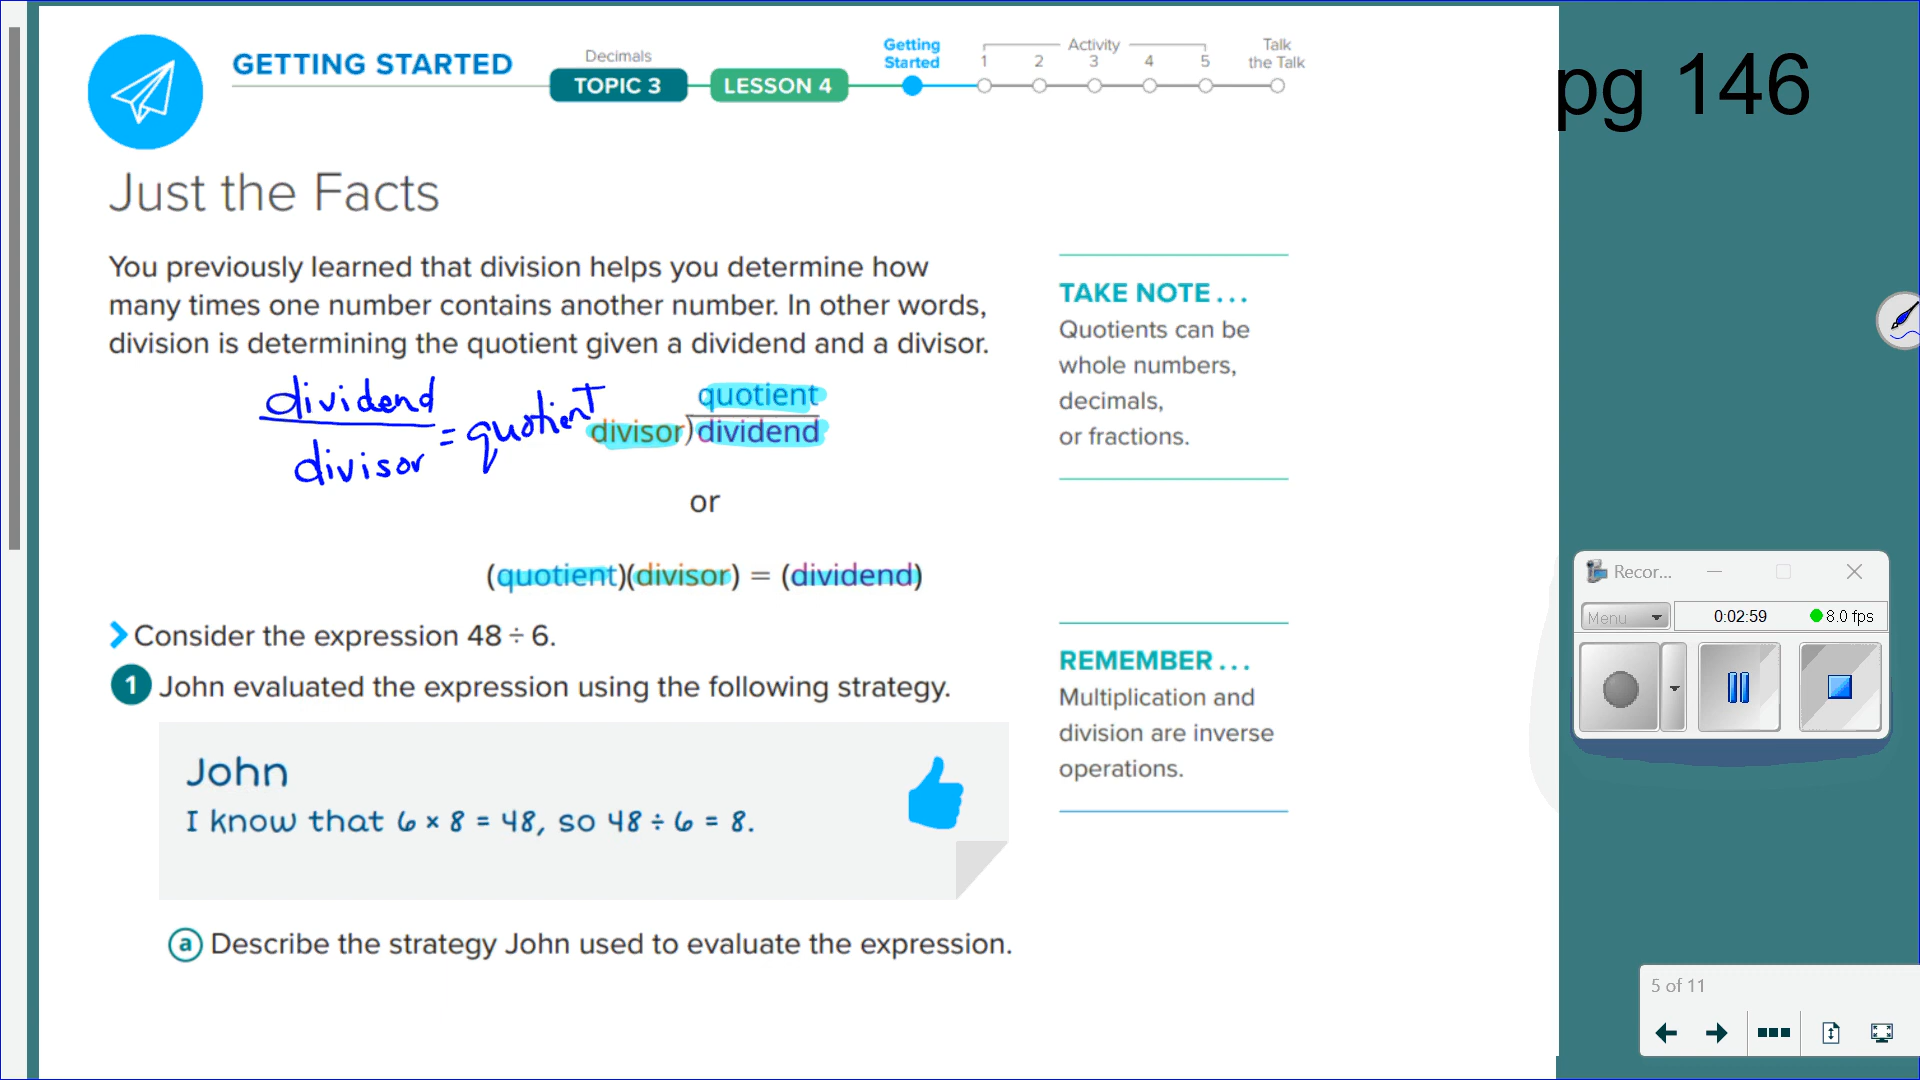 GETTING STARTED
Decimals
TOPIC 3
LESSON 4
Getting
Started
Activity
1 2 3 4 5
Talk
the Talk
pg 146
Just the Facts
You previously learned that division helps you determine how
many times one number contains another number. In other words,
division is determining the quotient given a dividend and a divisor.
dividend
divisor
= quotient
quotient
divisor)dividend
or
(quotient)(divisor) = (dividend)
TAKE NOTE . . .
Quotients can be
whole numbers,
decimals,
or fractions.
Consider the expression 48 ÷ 6.
1 John evaluated the expression using the following strategy.
John
I know that 6 × 8 = 48, so 48 ÷ 6 = 8.
a Describe the strategy John used to evaluate the expression.
REMEMBER . . .
Multiplication and
division are inverse
operations.
Recor...
Menu
0:02:59
8.0 fps
5 of 11